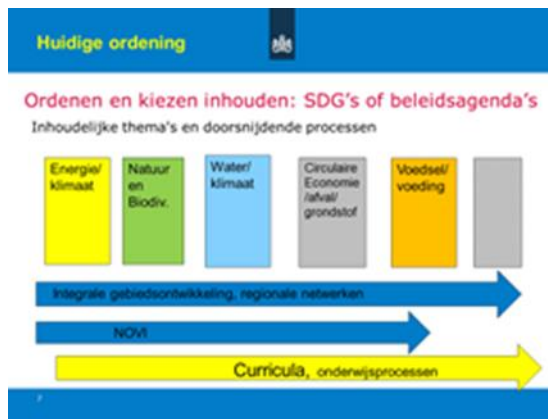 Huidige ordening
Ordenen en kiezen inhouden: SDG's of beleidsagenda's
Inhoudelijke thema's en doorsnijdende processen
Energie/
klimaat
Natuur
en
Biodiv.
Water/
klimaat
Circulaire
Economie
/afval/
grondstof
Voedsel/
voeding
Integrale gebiedsontwikkeling, regionale netwerken
NOVI
Curricula, onderwijsprocessen